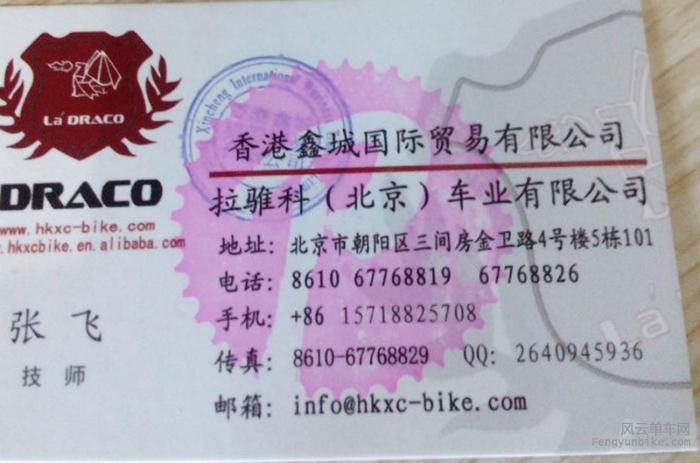 La'DRACO
DRACO
www.hkxc-bike.com
hkxcbike.en.alibaba.com
张 飞
技 师
Xincheng International
香港鑫城国际贸易有限公司
拉骓科（北京）车业有限公司
地址：北京市朝阳区三间房金卫路4号楼5栋101
电话：8610 67768819 67768826
手机：+86 15718825708
传真：8610-67768829 QQ：2640945936
邮箱：info@hkxc-bike.com
风云单车网
Fengyunbike.com